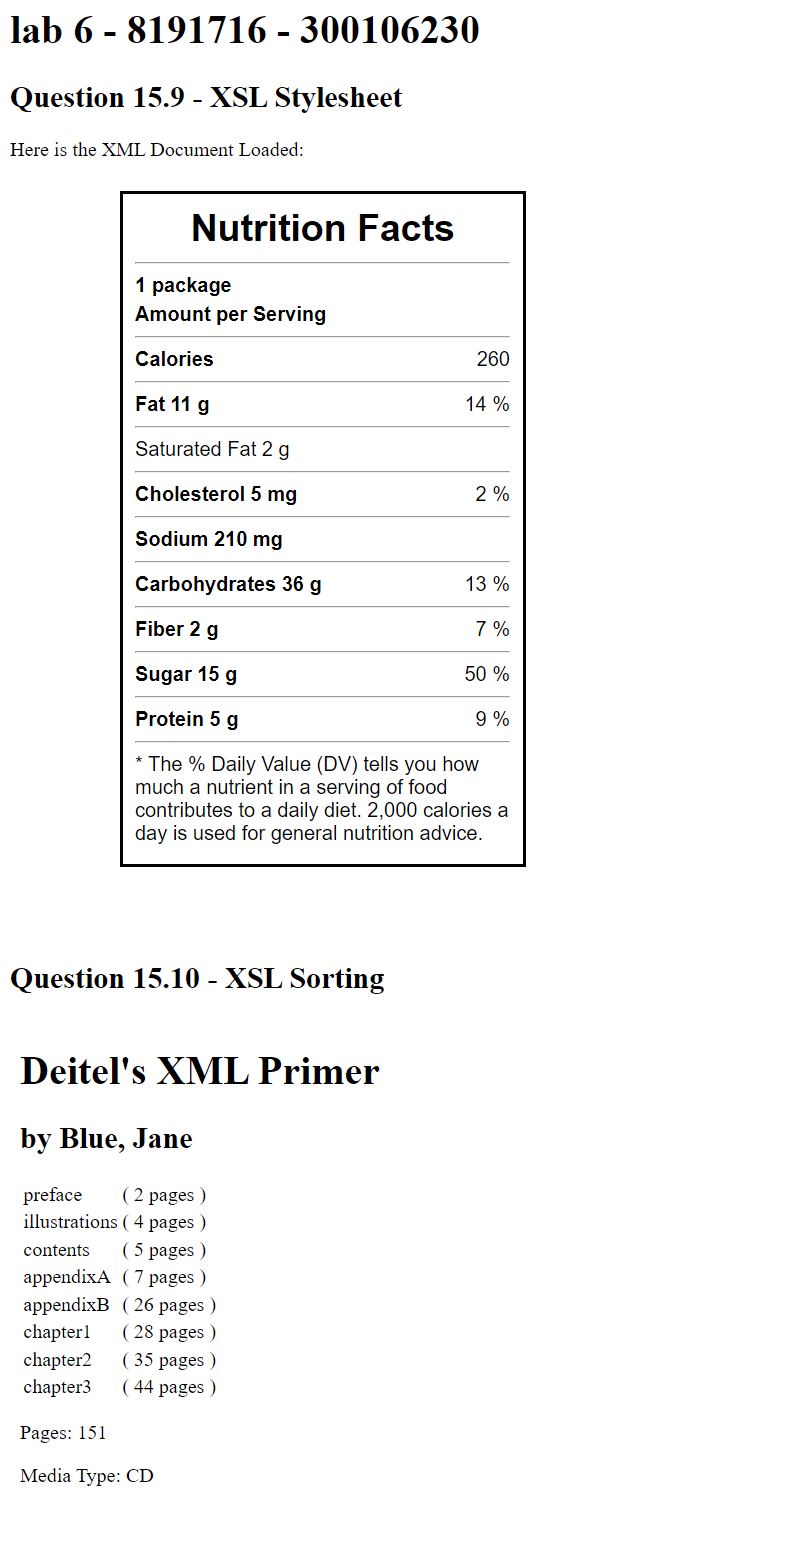 lab 6 - 8191716 - 300106230
Question 15.9 - XSL Stylesheet
Here is the XML Document Loaded:
Nutrition Facts
1 package
Amount per Serving
Calories 260
Fat 11 g 14 %
Saturated Fat 2 g
Cholesterol 5 mg 2 %
Sodium 210 mg
Carbohydrates 36 g 13 %
Fiber 2 g 7 %
Sugar 15 g 50 %
Protein 5 g 9 %
* The % Daily Value (DV) tells you how
much a nutrient in a serving of food
contributes to a daily diet. 2,000 calories a
day is used for general nutrition advice.
Question 15.10 - XSL Sorting
Deitel's XML Primer
by Blue, Jane
preface ( 2 pages )
illustrations ( 4 pages )
contents ( 5 pages )
appendixA ( 7 pages )
appendixB ( 26 pages )
chapter1 ( 28 pages )
chapter2 ( 35 pages )
chapter3 ( 44 pages )
Pages: 151
Media Type: CD